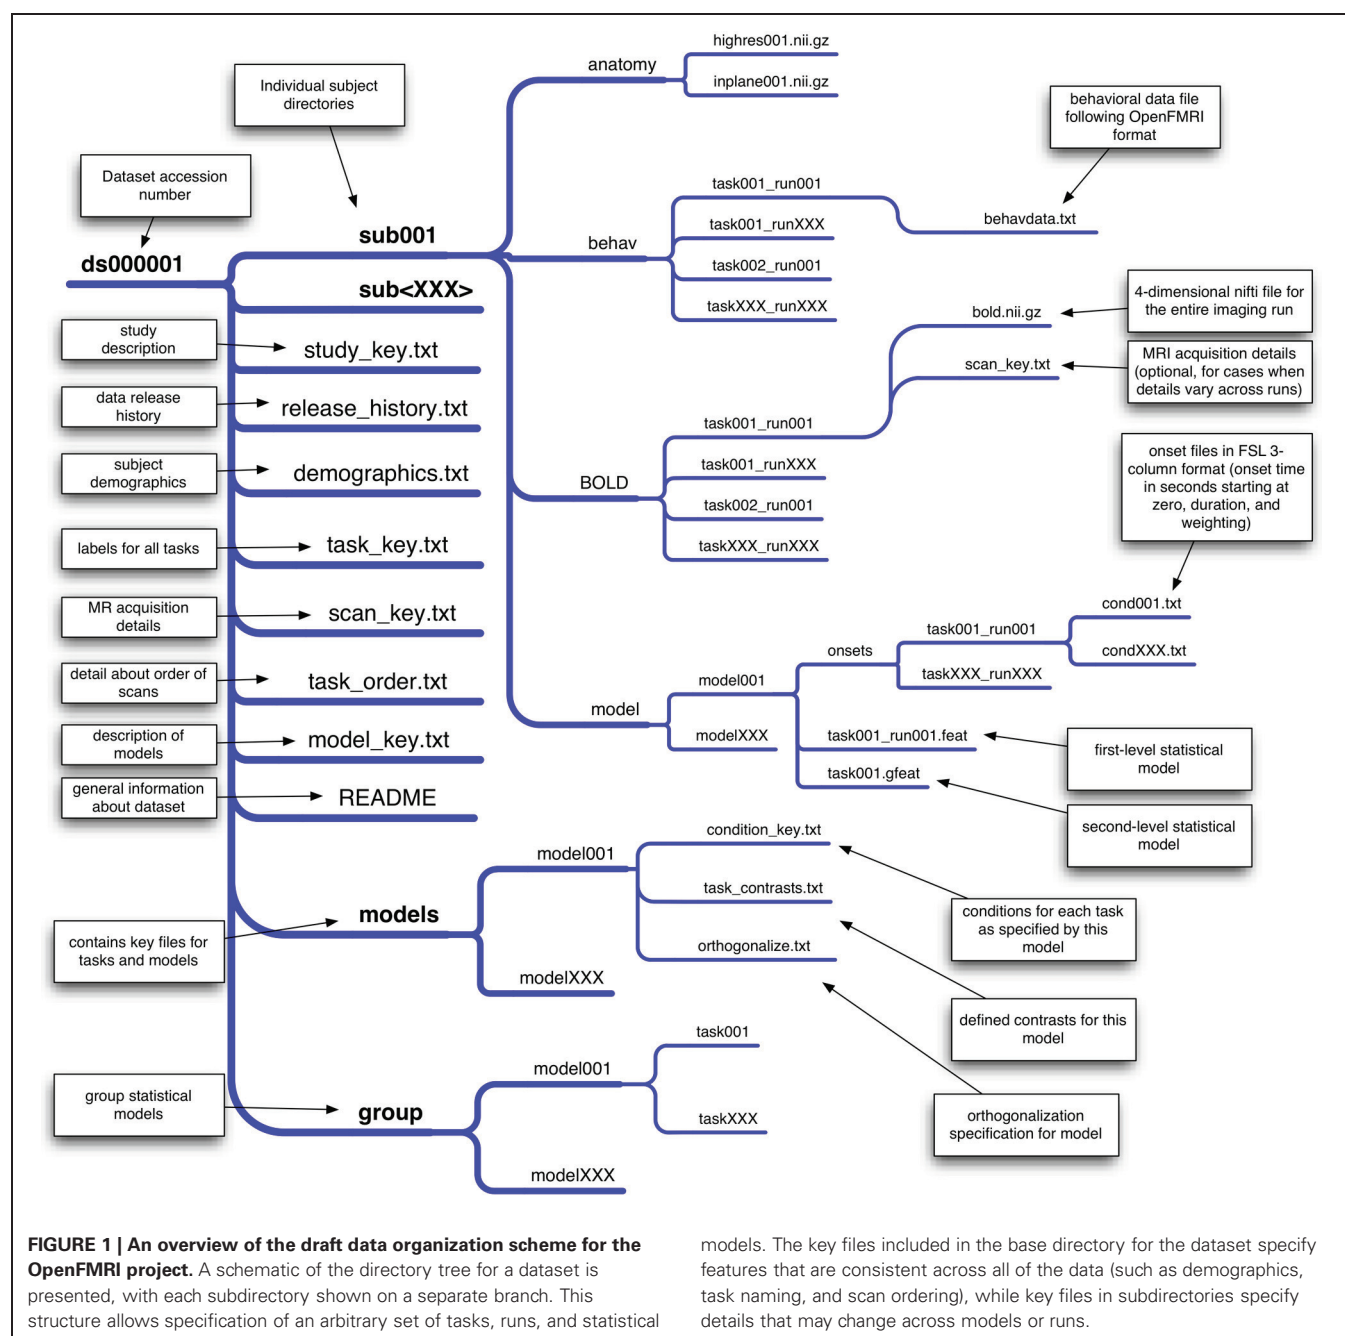 highres001.nii.gz
anatomy
inplane001.nii.gz
Individual subject
directories
behavioral data file
following OpenFMRI
format
Dataset accession
number
task001_run001
behavdata.txt
sub001
task001_runXXX
behav
ds000001
task002_run001
sub<XXX>
taskXXX_runXXX
4-dimensional nifti file for
the entire imaging run
bold.nii.gz
study
description
study_key.txt
scan_key.txt
MRI acquisition details
(optional, for cases when
details vary across runs)
data release
history
release_history.txt
task001_run001
onset files in FSL 3-
column format (onset time
in seconds starting at
zero, duration, and
weighting)
subject
demographics
demographics.txt
task001_runXXX
BOLD
task002_run001
labels for all tasks
task_key.txt
taskXXX_runXXX
MR acquisition
details
scan_key.txt
cond001.txt
task001_run001
onsets
condXXX.txt
detail about order of
scans
task_order.txt
model001
taskXXX_runXXX
model
description of
models
model_key.txt
modelXXX
task001_run001.feat
first-level statistical
model
general information
about dataset
README
task001.gfeat
second-level statistical
model
condition_key.txt
model001
task_contrasts.txt
models
conditions for each task
as specified by this
model
contains key files for
tasks and models
orthogonalize.txt
modelXXX
defined contrasts for this
model
task001
model001
group statistical
models
group
taskXXX
orthogonalization
specification for model
modelXXX
FIGURE 1 | An overview of the draft data organization scheme for the
OpenFMRI project. A schematic of the directory tree for a dataset is
presented, with each subdirectory shown on a separate branch. This
structure allows specification of an arbitrary set of tasks, runs, and statistical
models. The key files included in the base directory for the dataset specify
features that are consistent across all of the data (such as demographics,
task naming, and scan ordering), while key files in subdirectories specify
details that may change across models or runs.